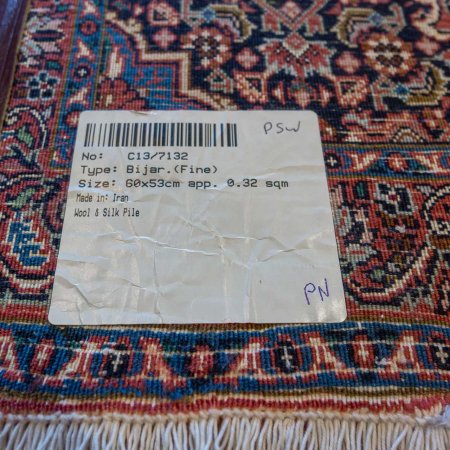 PSW
No: C13/7132
Type: Bijar.(Fine)
Size: 60x53cm app. 0.32 sqm
Made in: Iran
Wool & Silk Pile
PN